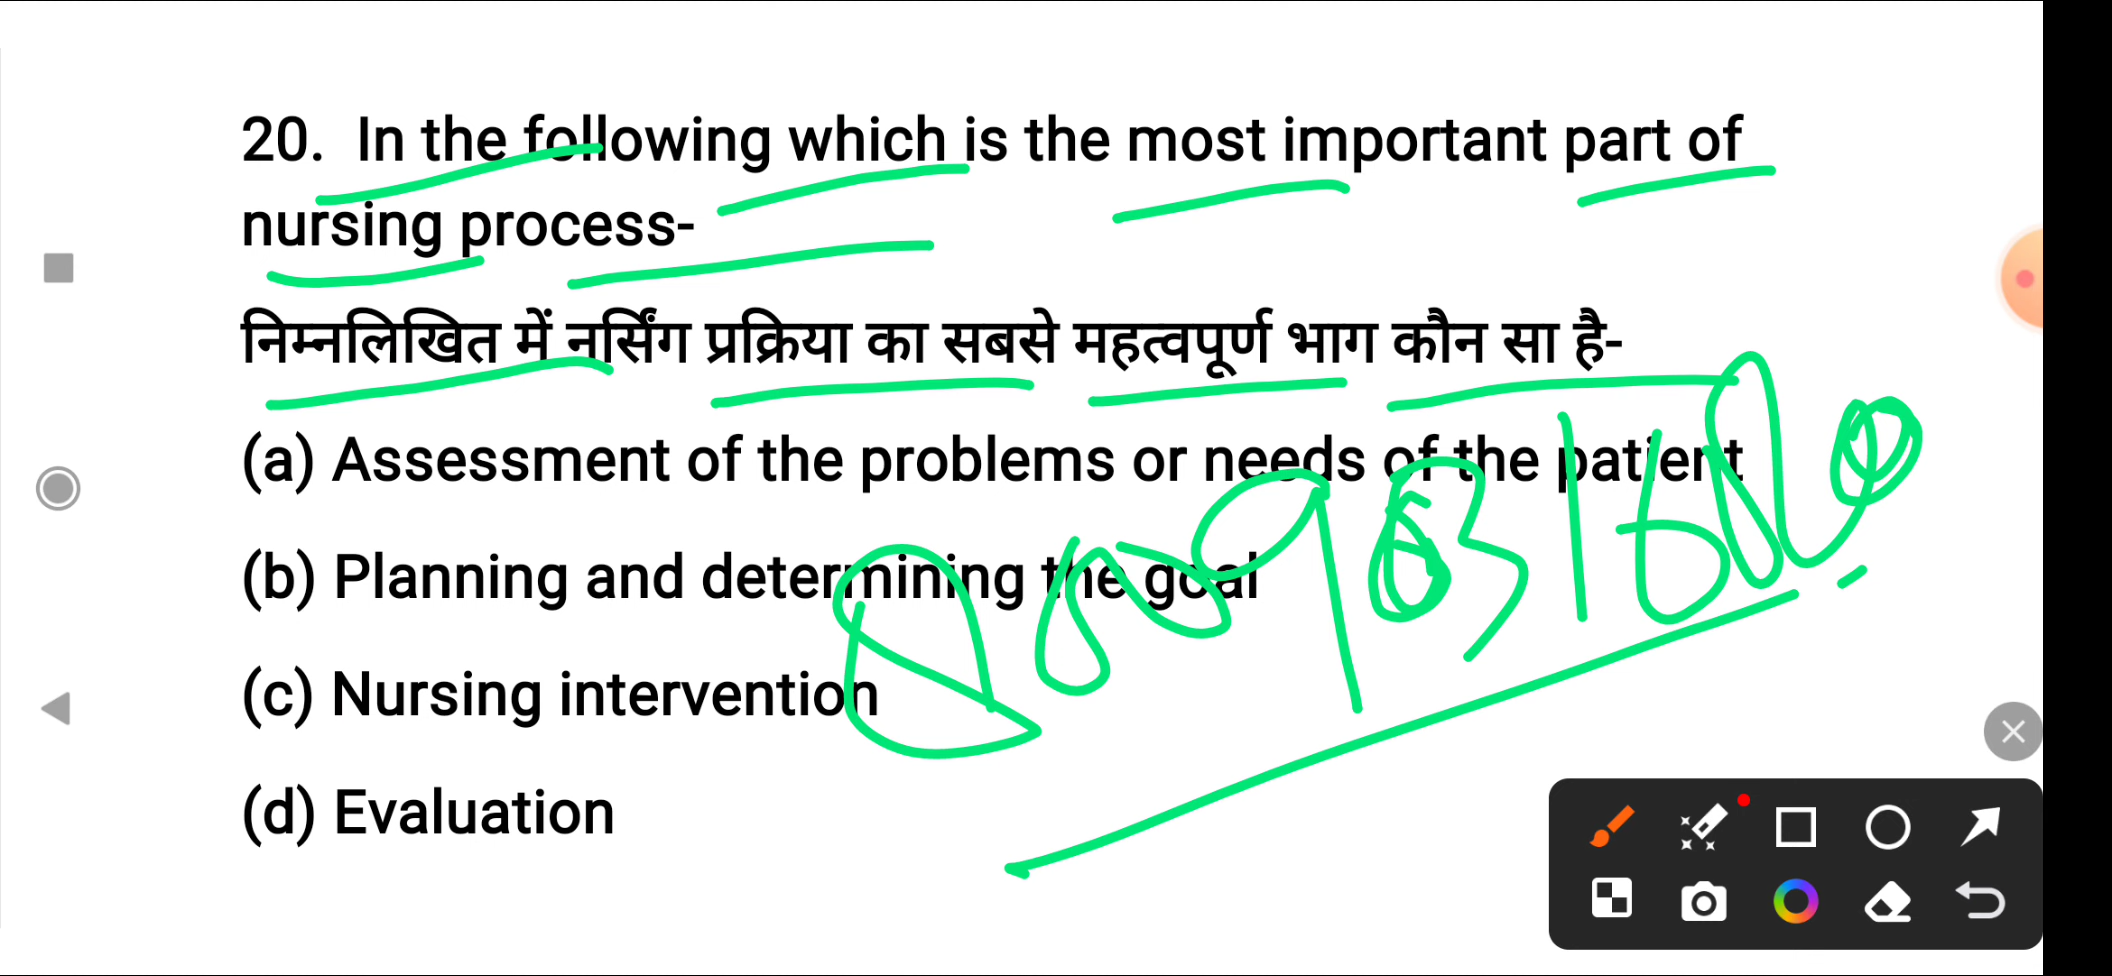 20. In the following which is the most important part of
nursing process-
निम्नलिखित में नर्सिंग प्रक्रिया का सबसे महत्वपूर्ण भाग कौन सा है-
(a) Assessment of the problems or needs of the patient
(b) Planning and determining the goal
(c) Nursing intervention
(d) Evaluation